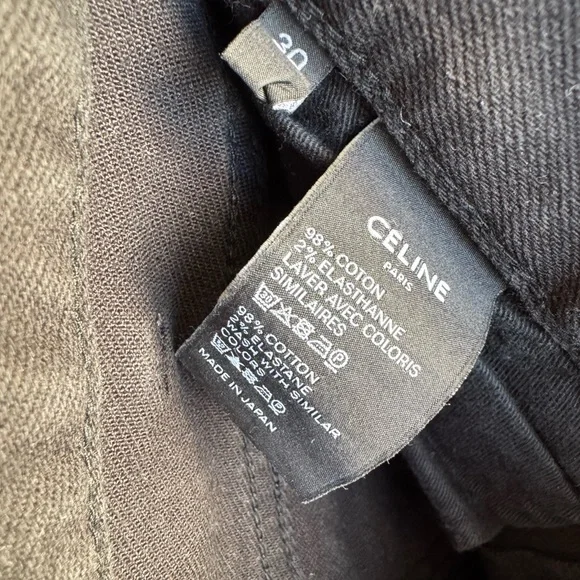 30
CÉLINE
PARIS
98% COTON
2% ELASTHANNE
LAVER AVEC COLORIS
SIMILAIRES
98% COTTON
2% ELASTANE
WASH WITH SIMILAR
COLORS
MADE IN JAPAN